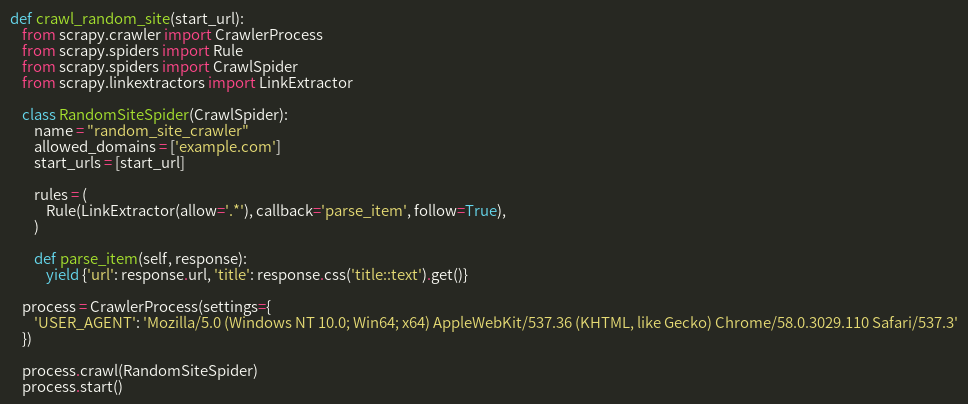 def crawl_random_site(start_url):
    from scrapy.crawler import CrawlerProcess
    from scrapy.spiders import Rule
    from scrapy.spiders import CrawlSpider
    from scrapy.linkextractors import LinkExtractor

    class RandomSiteSpider(CrawlSpider):
        name = "random_site_crawler"
        allowed_domains = ['example.com']
        start_urls = [start_url]

        rules = (
            Rule(LinkExtractor(allow='.*'), callback='parse_item', follow=True),
        )

        def parse_item(self, response):
            yield {'url': response.url, 'title': response.css('title::text').get()}

    process = CrawlerProcess(settings={
        'USER_AGENT': 'Mozilla/5.0 (Windows NT 10.0; Win64; x64) AppleWebKit/537.36 (KHTML, like Gecko) Chrome/58.0.3029.110 Safari/537.3'
    })

    process.crawl(RandomSiteSpider)
    process.start()